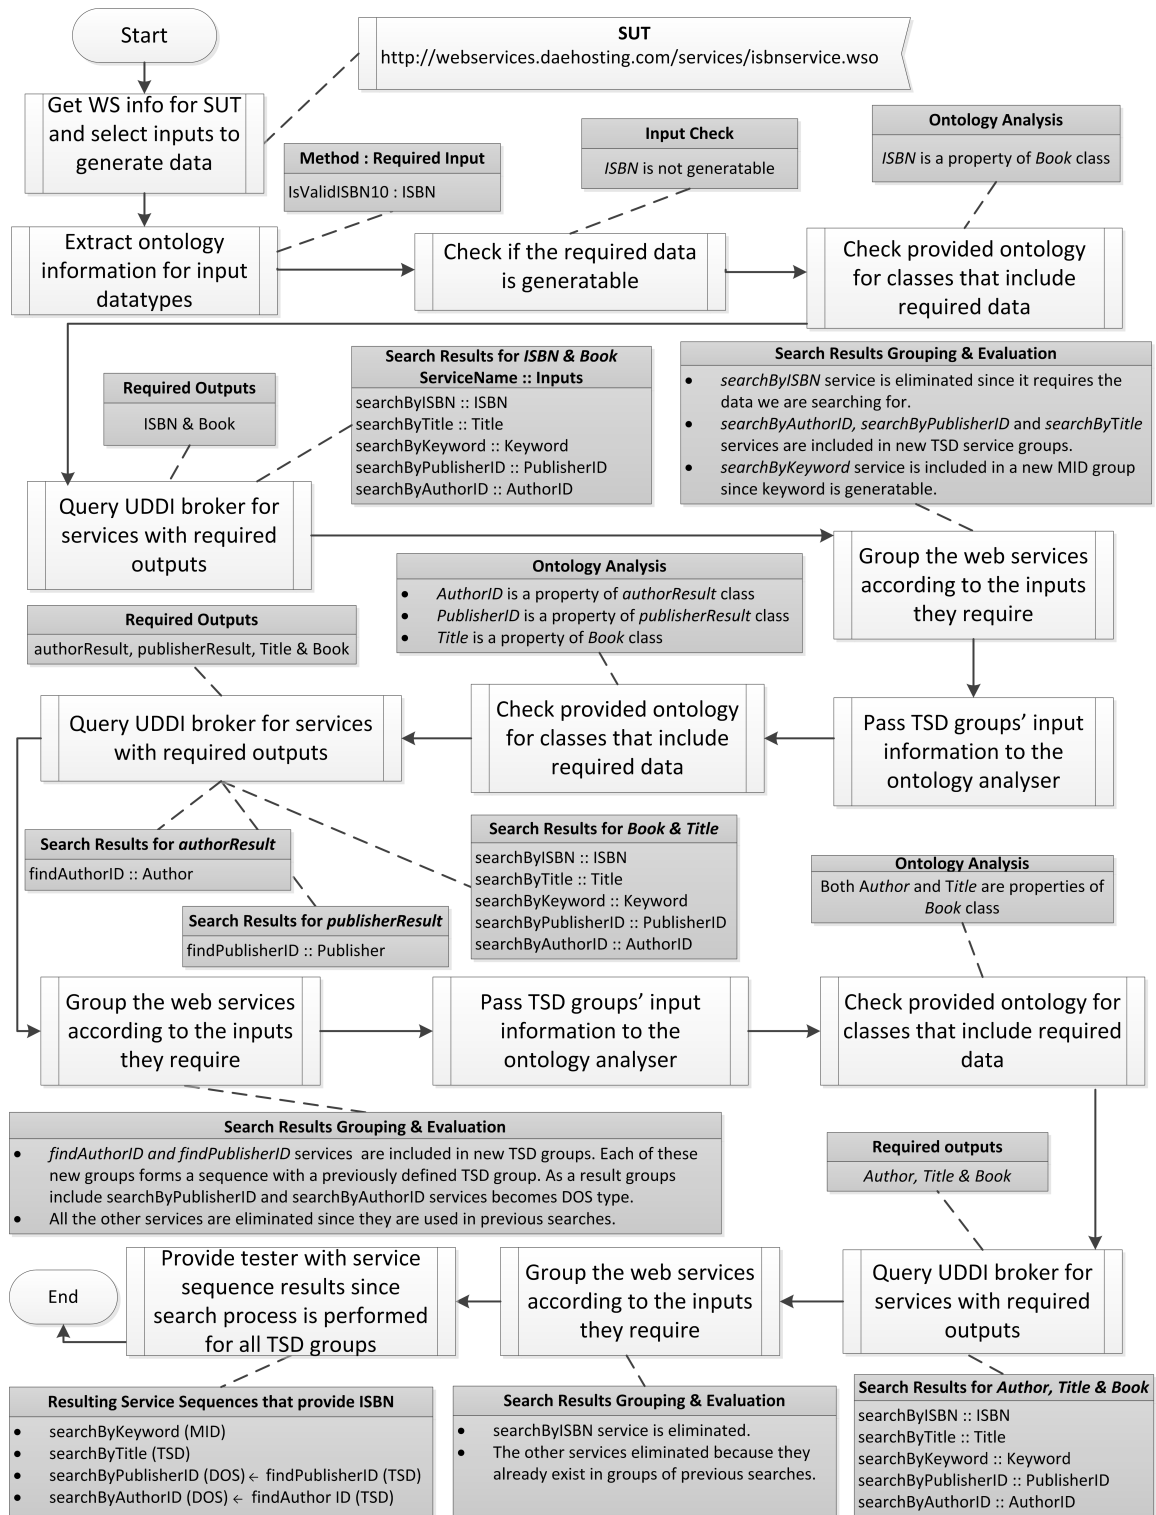 Start
SUT
http://webservices.daehosting.com/services/isbnservice.wso
Get WS info for SUT
and select inputs to
generate data
Method : Required Input
IsValidISBN10 : ISBN
Input Check
ISBN is not generatable
Ontology Analysis
ISBN is a property of Book class
Extract ontology
information for input
datatypes
Check if the required data
is generatable
Check provided ontology
for classes that include
required data
Required Outputs
ISBN & Book
Search Results for ISBN & Book
ServiceName :: Inputs
searchByISBN :: ISBN
searchByTitle :: Title
searchByKeyword :: Keyword
searchByPublisherID :: PublisherID
searchByAuthorID :: AuthorID
Search Results Grouping & Evaluation
• searchByISBN service is eliminated since it requires the
data we are searching for.
• searchByAuthorID, searchByPublisherID and searchByTitle
services are included in new TSD service groups.
• searchByKeyword service is included in a new MID group
since keyword is generatable.
Query UDDI broker for
services with required
outputs
Group the web services
according to the inputs
they require
Ontology Analysis
• AuthorID is a property of authorResult class
• PublisherID is a property of publisherResult class
• Title is a property of Book class
Required Outputs
authorResult, publisherResult, Title & Book
Query UDDI broker for services
with required outputs
Check provided ontology
for classes that include
required data
Pass TSD groups’ input
information to the
ontology analyser
Search Results for authorResult
findAuthorID :: Author
Search Results for publisherResult
findPublisherID :: Publisher
Search Results for Book & Title
searchByISBN :: ISBN
searchByTitle :: Title
searchByKeyword :: Keyword
searchByPublisherID :: PublisherID
searchByAuthorID :: AuthorID
Ontology Analysis
Both Author and Title are properties of
Book class
Group the web services
according to the inputs
they require
Pass TSD groups’ input
information to the
ontology analyser
Check provided ontology for
classes that include required
data
Search Results Grouping & Evaluation
• findAuthorID and findPublisherID services are included in new TSD groups. Each of these
new groups forms a sequence with a previously defined TSD group. As a result groups
include searchByPublisherID and searchByAuthorID services becomes DOS type.
• All the other services are eliminated since they are used in previous searches.
Required outputs
Author, Title & Book
End
Provide tester with service
sequence results since
search process is performed
for all TSD groups
Group the web services
according to the inputs
they require
Query UDDI broker for
services with required
outputs
Resulting Service Sequences that provide ISBN
• searchByKeyword (MID)
• searchByTitle (TSD)
• searchByPublisherID (DOS) ← findPublisherID (TSD)
• searchByAuthorID (DOS) ← findAuthor ID (TSD)
Search Results Grouping & Evaluation
• searchByISBN service is eliminated.
• The other services eliminated because they
already exist in groups of previous searches.
Search Results for Author, Title & Book
searchByISBN :: ISBN
searchByTitle :: Title
searchByKeyword :: Keyword
searchByPublisherID :: PublisherID
searchByAuthorID :: AuthorID